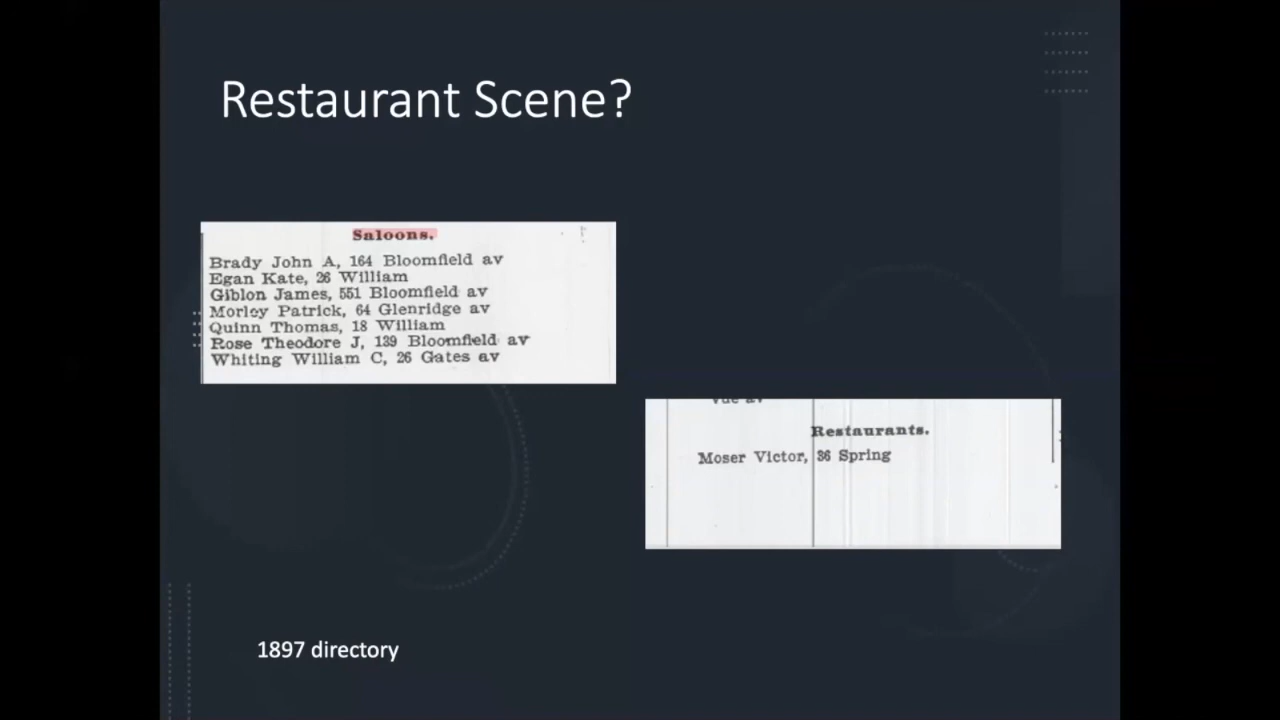 Restaurant Scene?
Saloons.
Brady John A, 164 Bloomfield av
Egan Kate, 26 William
Giblon James, 551 Bloomfield av
Morley Patrick, 64 Glenridge av
Quinn Thomas, 18 William
Rose Theodore J, 139 Bloomfield av
Whiting William C, 26 Gates av
Restaurants.
Moser Victor, 36 Spring
1897 directory